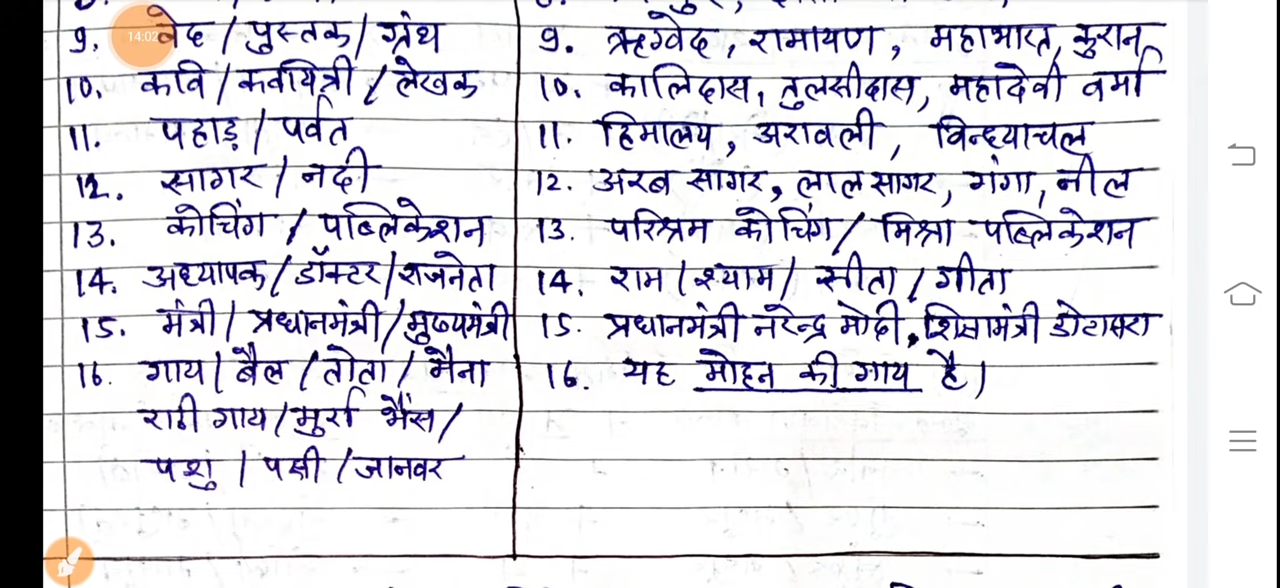 14:02
9. वेद / पुस्तक / ग्रंथ
9. ऋग्वेद, रामायण, महाभारत, कुरान
10. कवि / कवयित्री / लेखक
10. कालिदास, तुलसीदास, महादेवी वर्मा
11. पहाड़ / पर्वत
11. हिमालय, अरावली, विन्ध्याचल
12. सागर / नदी
12. अरब सागर, लाल सागर, गंगा, नील
13. कोचिंग / पब्लिकेशन
13. परिश्रम कोचिंग / मिश्रा पब्लिकेशन
14. अध्यापक / डॉक्टर / राजनेता
14. राम / श्याम / सीता / गीता
15. मंत्री / प्रधानमंत्री / मुख्यमंत्री
15. प्रधानमंत्री नरेन्द्र मोदी, शिक्षामंत्री डोटासरा
16. गाय / बैल / तोता / मैना
16. यह मोहन की गाय है।
राठी गाय / मुर्रा भैंस /
पशु / पक्षी / जानवर